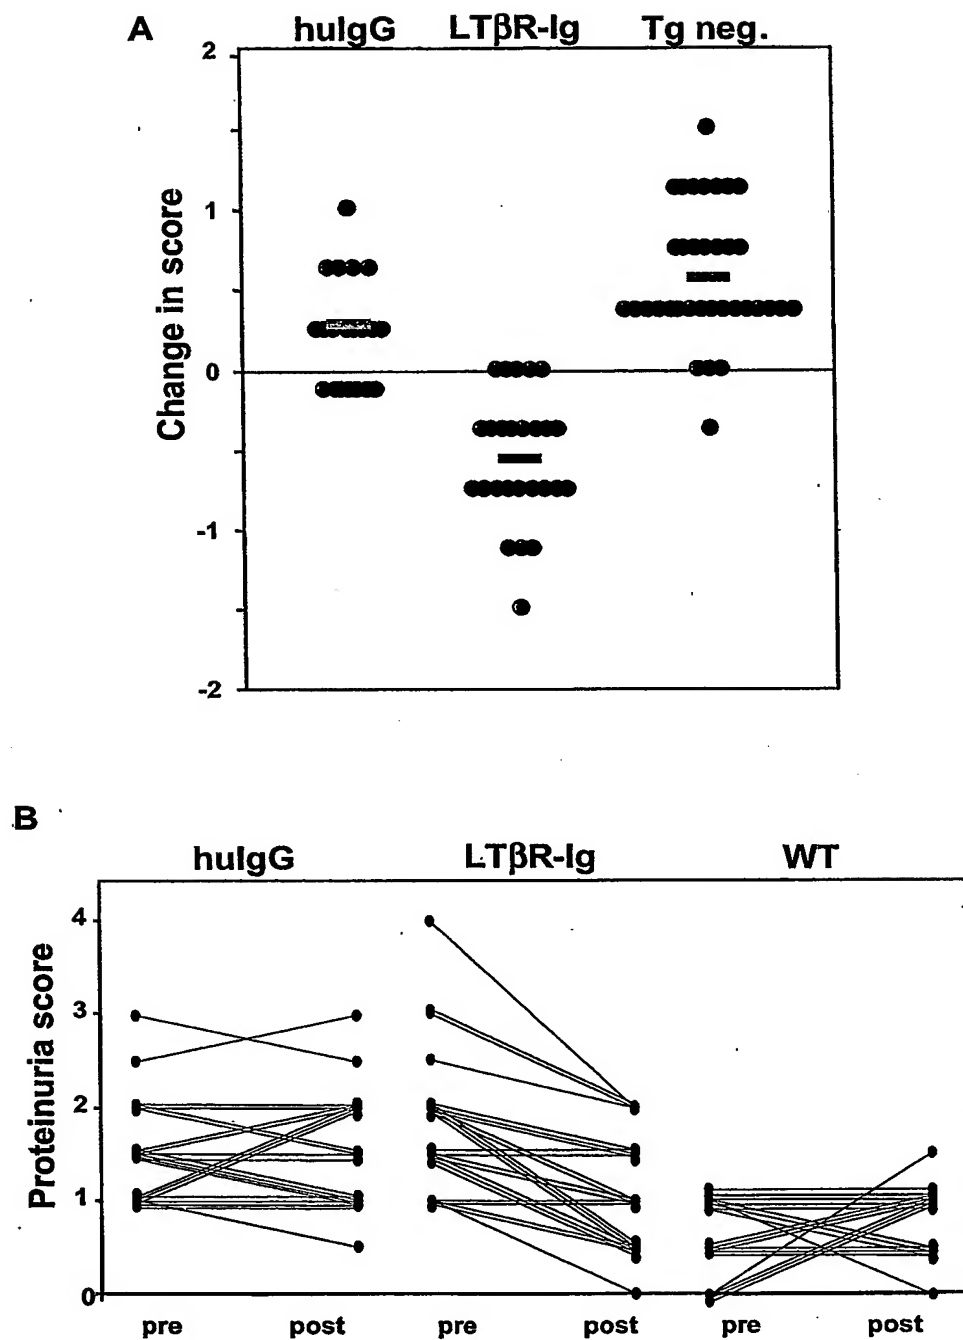 A huIgG LTβR-Ig Tg neg.
2
1
0
-1
-2
Change in score
B
huIgG LTβR-Ig WT
4
3
2
1
0
Proteinuria score
pre post pre post pre post